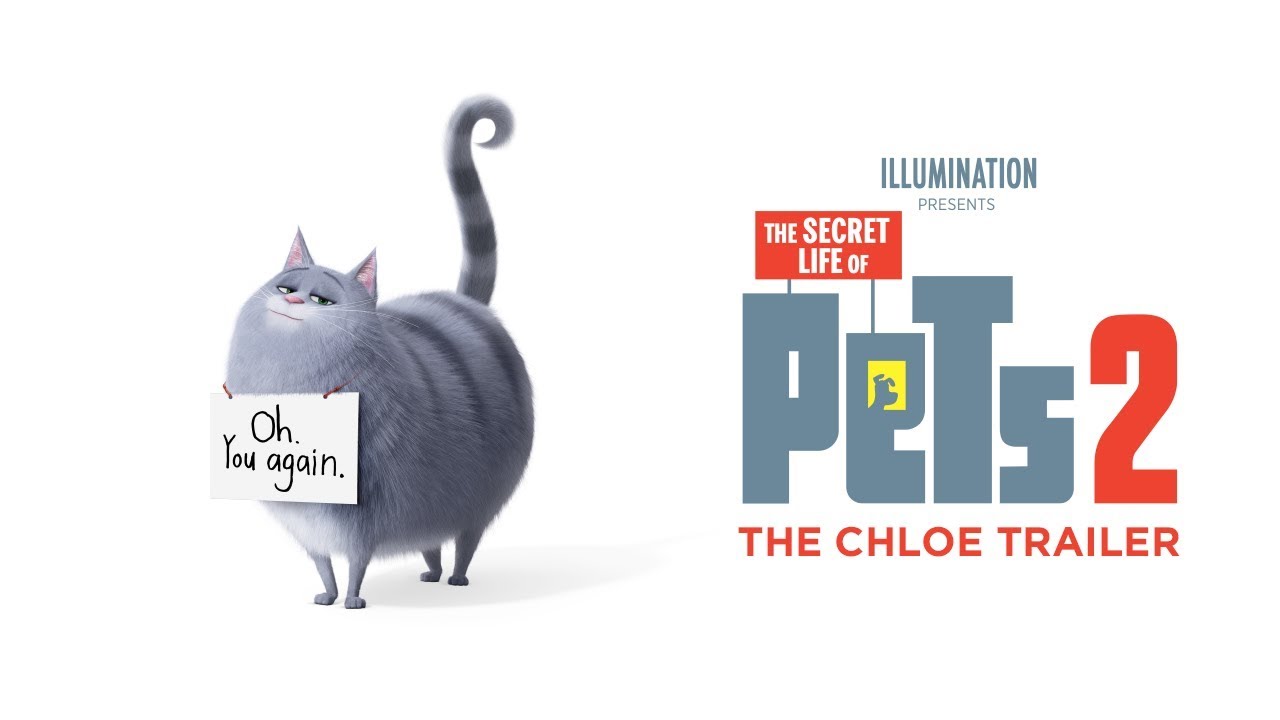 Oh.
You again.
ILLUMINATION
PRESENTS
THE SECRET
LIFE OF
PeTs 2
THE CHLOE TRAILER